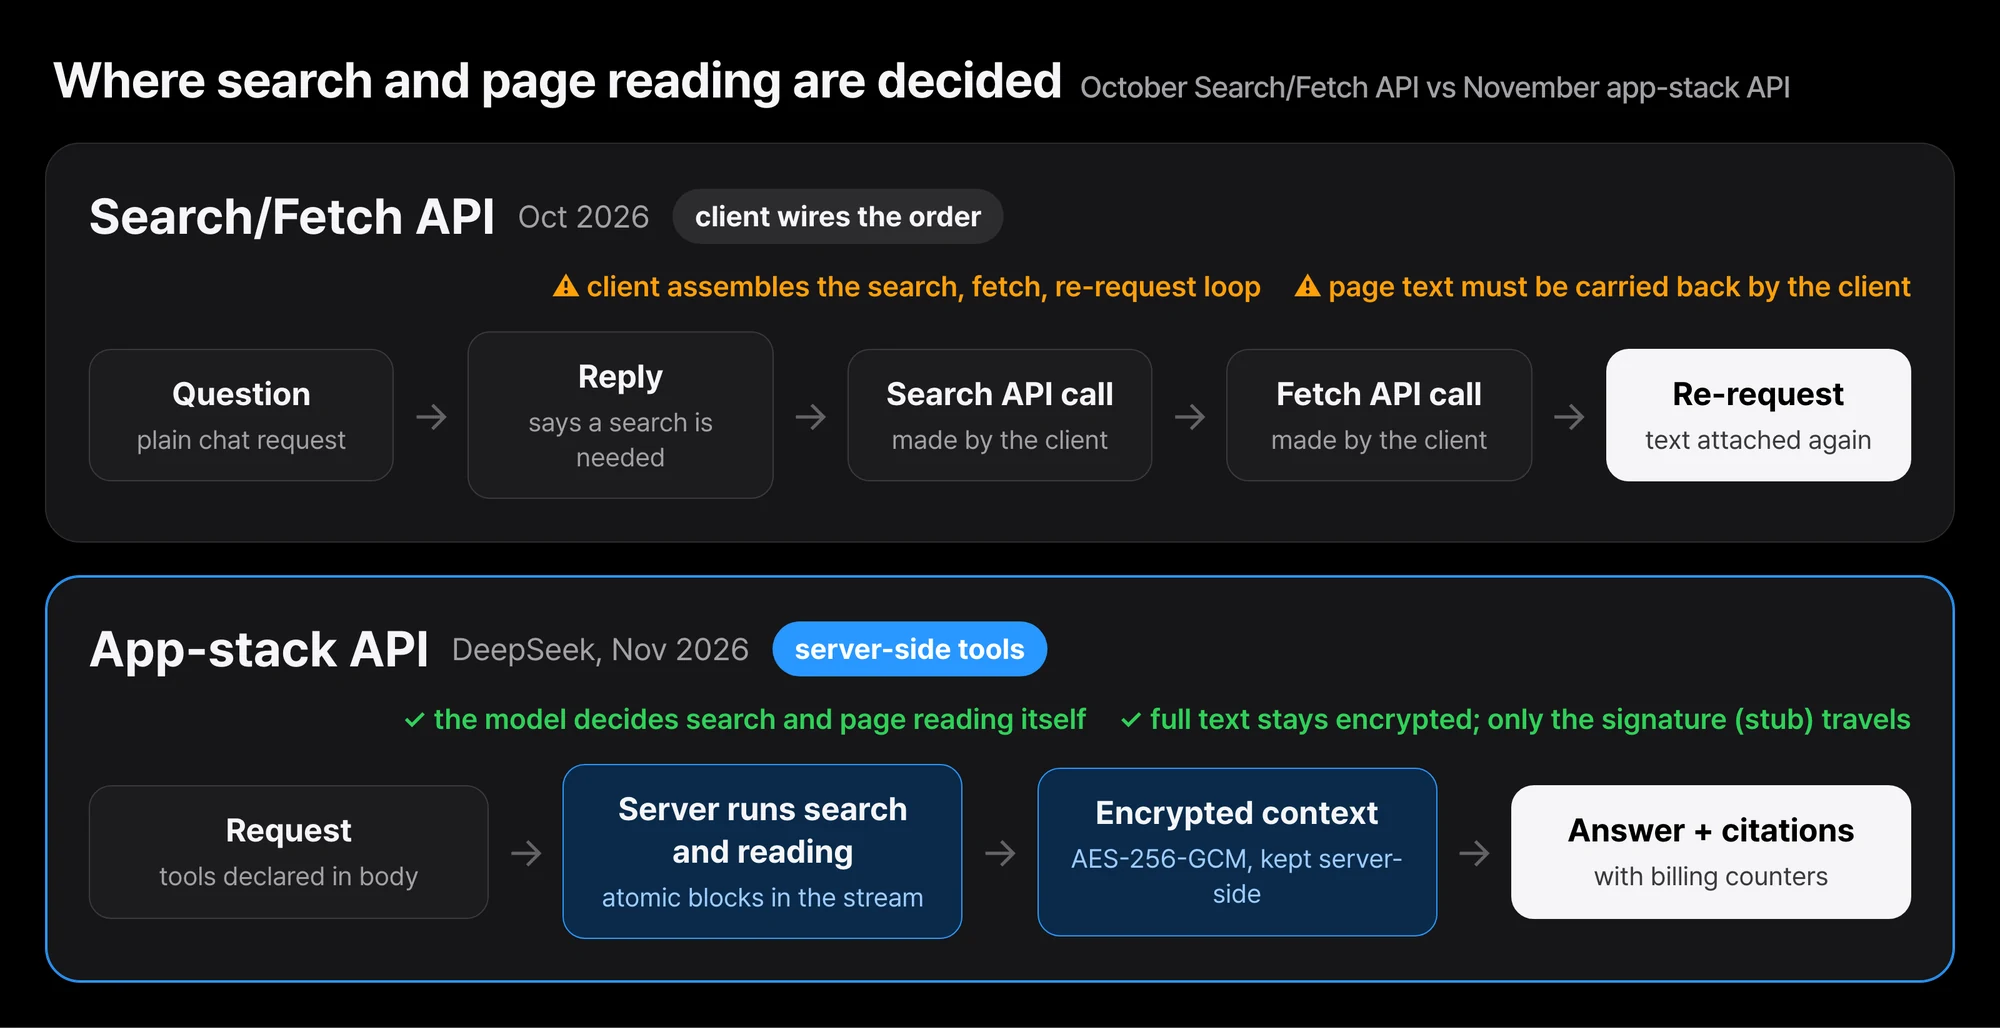 Where search and page reading are decided October Search/Fetch API vs November app-stack API
Search/Fetch API Oct 2026 client wires the order
⚠ client assembles the search, fetch, re-request loop ⚠ page text must be carried back by the client
Question
plain chat request
→
Reply
says a search is
needed
→
Search API call
made by the client
→
Fetch API call
made by the client
→
Re-request
text attached again
App-stack API DeepSeek, Nov 2026 server-side tools
✓ the model decides search and page reading itself ✓ full text stays encrypted; only the signature (stub) travels
Request
tools declared in body
→
Server runs search
and reading
atomic blocks in the stream
→
Encrypted context
AES-256-GCM, kept server-
side
→
Answer + citations
with billing counters